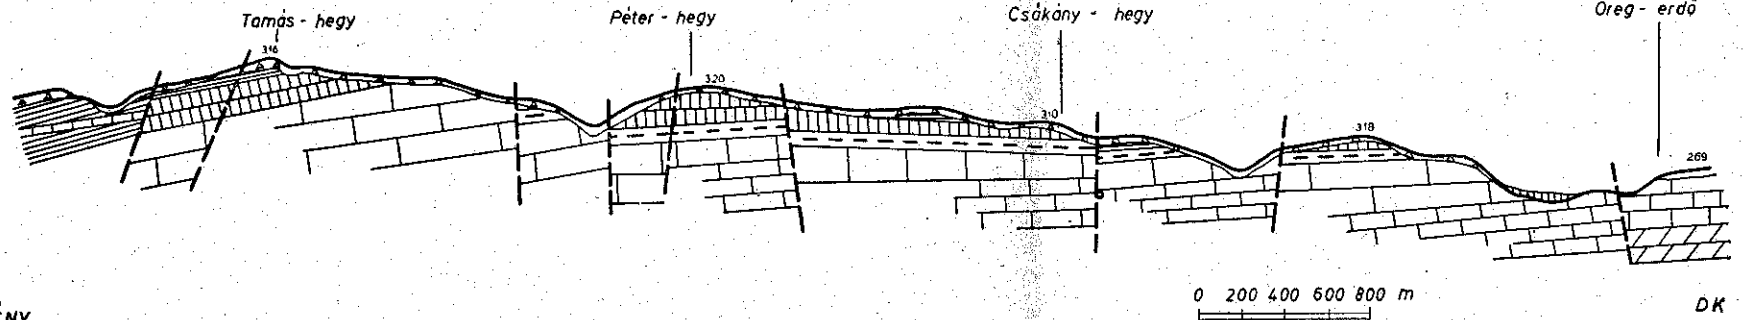 Tamás - hegy
Péter - hegy
Csákány - hegy
Öreg - erdő
316
320
310
318
269
0 200 400 600 800 m
DK